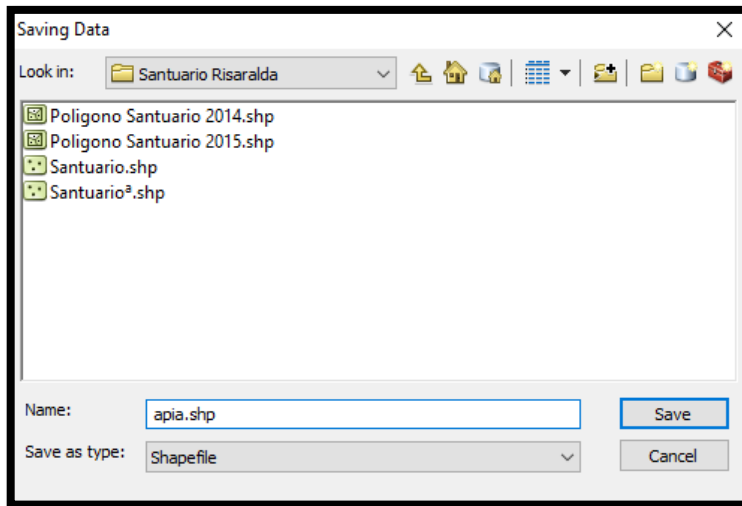 Saving Data
Look in: Santuario Risaralda
Poligono Santuario 2014.shp
Poligono Santuario 2015.shp
Santuario.shp
Santuarioª.shp
Name: apia.shp Save
Save as type: Shapefile Cancel